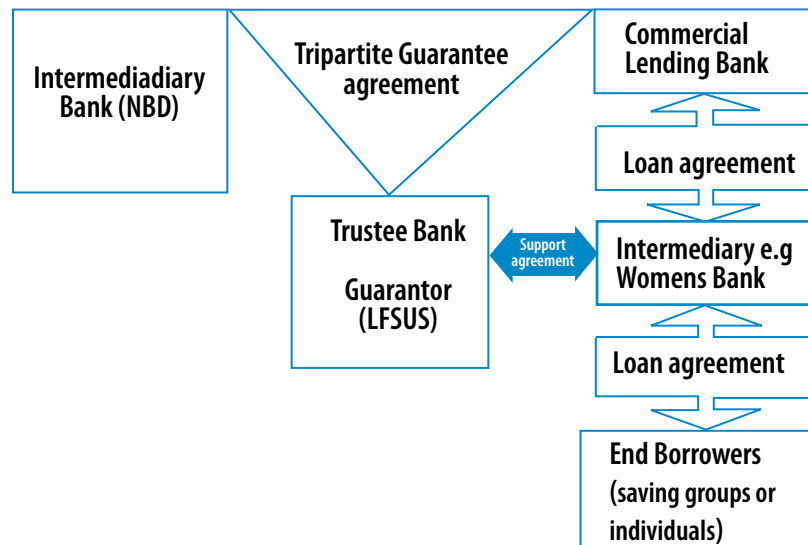 Intermediadiary
Bank (NBD)
Tripartite Guarantee
agreement
Commercial
Lending Bank
Loan agreement
Trustee Bank
Guarantor
(LFSUS)
Support
agreement
Intermediary e.g
Womens Bank
Loan agreement
End Borrowers
(saving groups or
individuals)